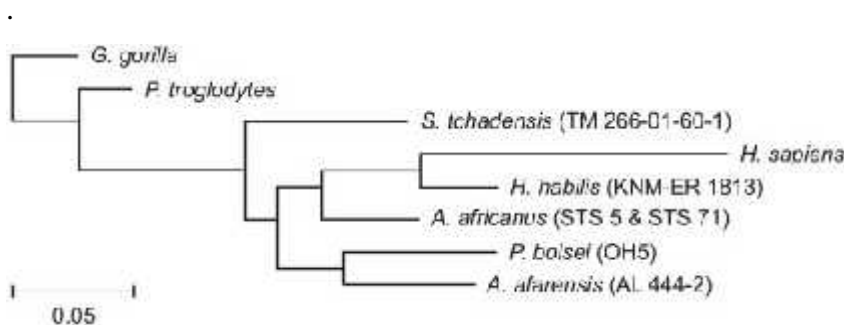 .
G. gorilla
P. troglodytes
S. tchadensis (TM 266-01-60-1)
H. sapiens
H. habilis (KNM-ER 1813)
A. africanus (STS 5 & STS 71)
P. boisei (OH5)
A. afarensis (AL 444-2)
0.05